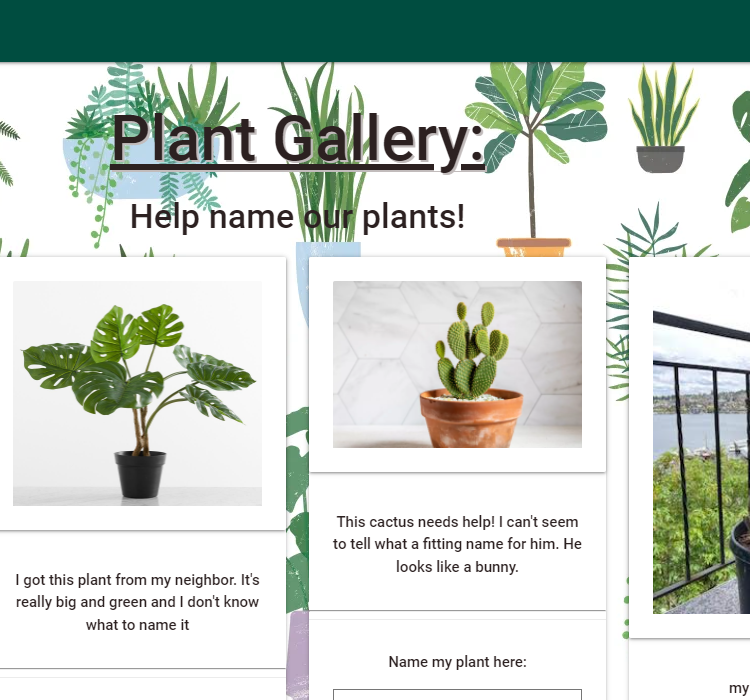 Plant Gallery:
Help name our plants!
I got this plant from my neighbor. It's
really big and green and I don't know
what to name it
This cactus needs help! I can't seem
to tell what a fitting name for him. He
looks like a bunny.
Name my plant here:
my